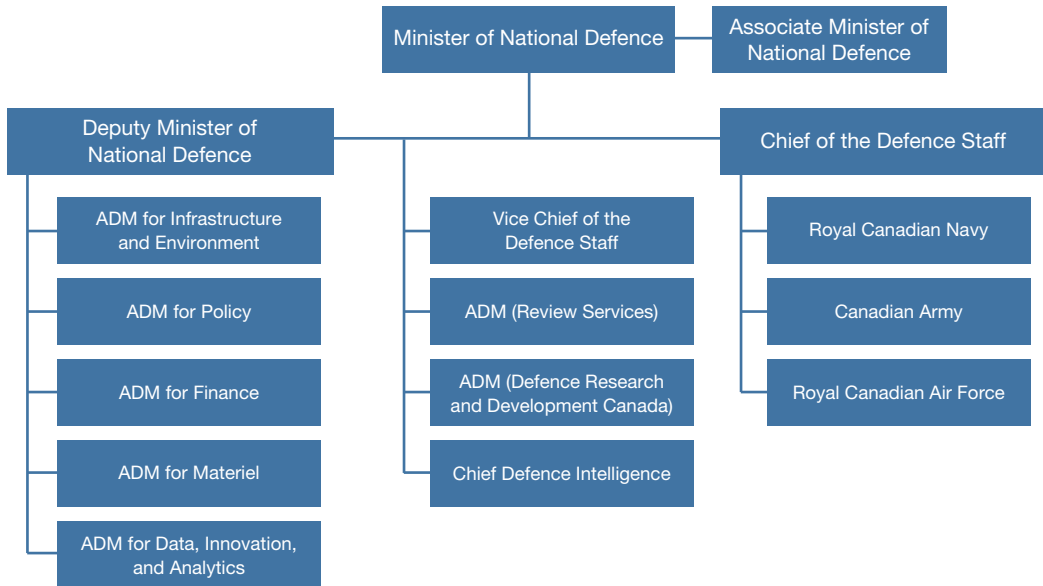 Minister of National Defence
Associate Minister of
National Defence
Deputy Minister of
National Defence
Chief of the Defence Staff
ADM for Infrastructure
and Environment
ADM for Policy
ADM for Finance
ADM for Materiel
ADM for Data, Innovation,
and Analytics
Vice Chief of the
Defence Staff
ADM (Review Services)
ADM (Defence Research
and Development Canada)
Chief Defence Intelligence
Royal Canadian Navy
Canadian Army
Royal Canadian Air Force